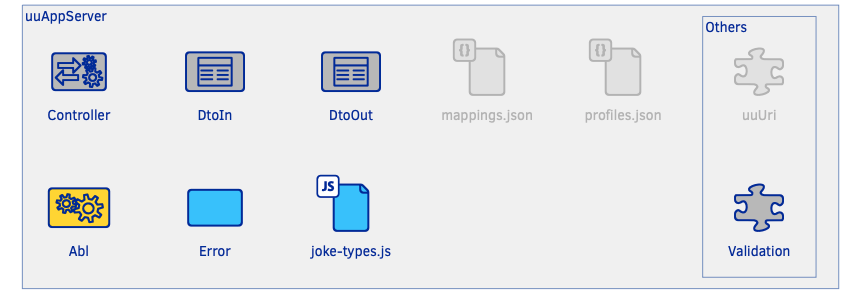 uuAppServer
Others
{}
{}
Controller
DtoIn
DtoOut
mappings.json
profiles.json
uuUri
JS
Abl
Error
joke-types.js
Validation